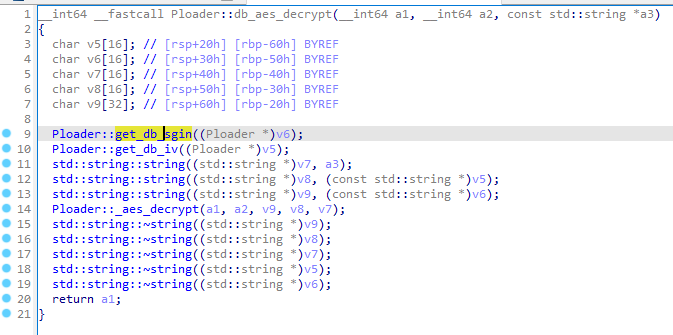 1 __int64 __fastcall Ploader::db_aes_decrypt(__int64 a1, __int64 a2, const std::string *a3)
2 {
3 char v5[16]; // [rsp+20h] [rbp-60h] BYREF
4 char v6[16]; // [rsp+30h] [rbp-50h] BYREF
5 char v7[16]; // [rsp+40h] [rbp-40h] BYREF
6 char v8[16]; // [rsp+50h] [rbp-30h] BYREF
7 char v9[32]; // [rsp+60h] [rbp-20h] BYREF
8
9 Ploader::get_db_sgin((Ploader *)v6);
10 Ploader::get_db_iv((Ploader *)v5);
11 std::string::string((std::string *)v7, a3);
12 std::string::string((std::string *)v8, (const std::string *)v5);
13 std::string::string((std::string *)v9, (const std::string *)v6);
14 Ploader::_aes_decrypt(a1, a2, v9, v8, v7);
15 std::string::~string((std::string *)v9);
16 std::string::~string((std::string *)v8);
17 std::string::~string((std::string *)v7);
18 std::string::~string((std::string *)v5);
19 std::string::~string((std::string *)v6);
20 return a1;
21 }